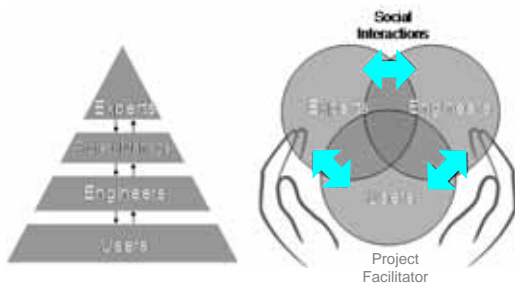 Social
Interactions
Experts
Engineers
Users
Experts
Engineers
Users
Project
Facilitator